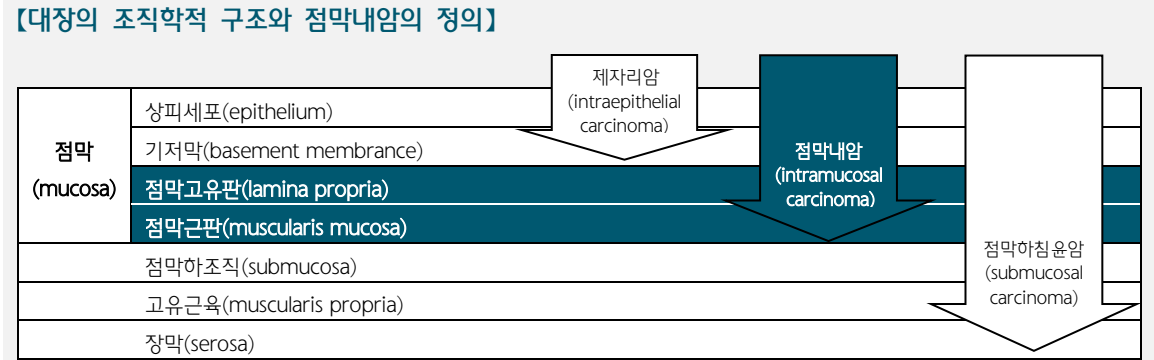 【대장의 조직학적 구조와 점막내암의 정의】
제자리암
(intraepithelial
carcinoma)
점막
(mucosa)
상피세포(epithelium)
기저막(basement membrance)
점막고유판(lamina propria)
점막근판(muscularis mucosa)
점막내암
(intramucosal
carcinoma)
점막하조직(submucosa)
고유근육(muscularis propria)
장막(serosa)
점막하침윤암
(submucosal
carcinoma)